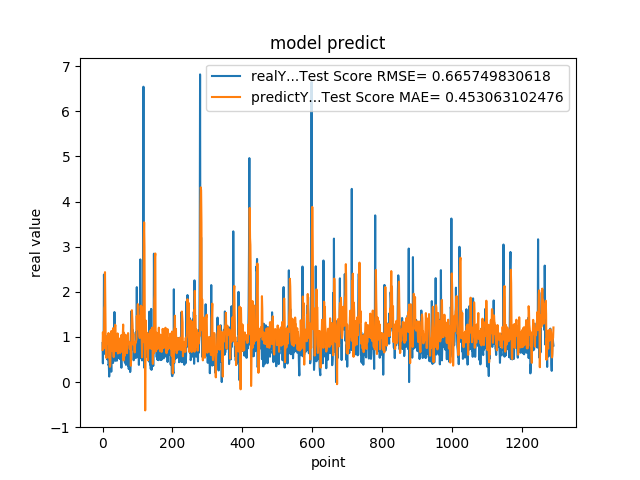 model predict
realY...Test Score RMSE= 0.665749830618
predictY...Test Score MAE= 0.453063102476
real value
7
6
5
4
3
2
1
0
−1
0 200 400 600 800 1000 1200
point